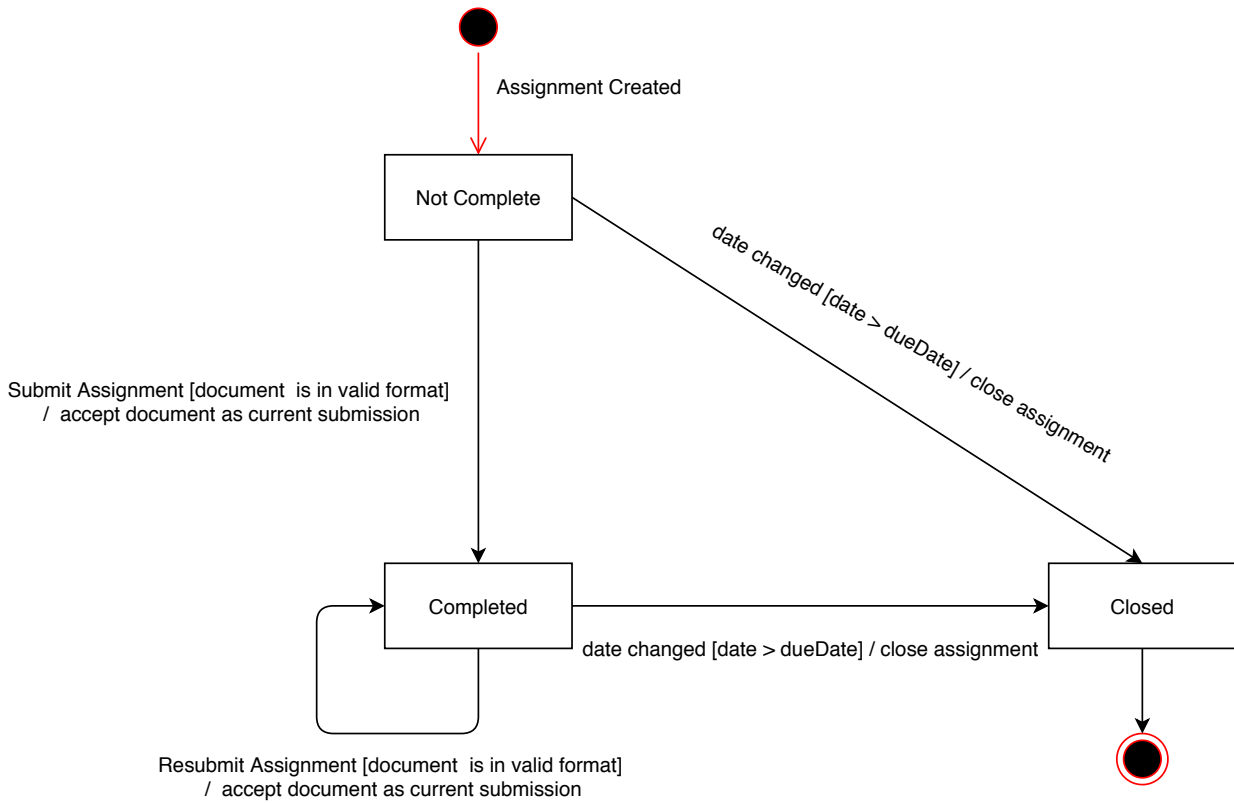 Assignment Created
Not Complete
date changed [date > dueDate] / close assignment
Submit Assignment [document  is in valid format]
/  accept document as current submission
Completed
Closed
date changed [date > dueDate] / close assignment
Resubmit Assignment [document  is in valid format]
/  accept document as current submission